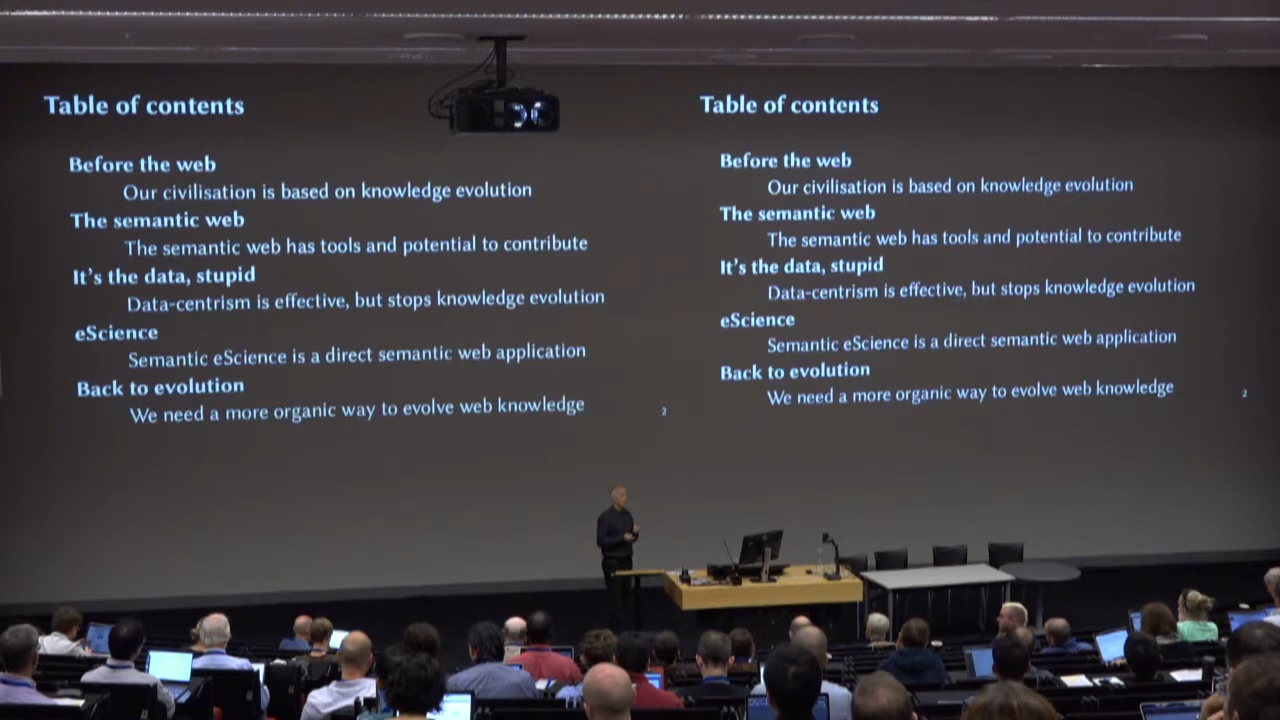 Table of contents
Before the web
Our civilisation is based on knowledge evolution
The semantic web
The semantic web has tools and potential to contribute
It's the data, stupid
Data-centrism is effective, but stops knowledge evolution
eScience
Semantic eScience is a direct semantic web application
Back to evolution
We need a more organic way to evolve web knowledge
2
Table of contents
Before the web
Our civilisation is based on knowledge evolution
The semantic web
The semantic web has tools and potential to contribute
It's the data, stupid
Data-centrism is effective, but stops knowledge evolution
eScience
Semantic eScience is a direct semantic web application
Back to evolution
We need a more organic way to evolve web knowledge
2